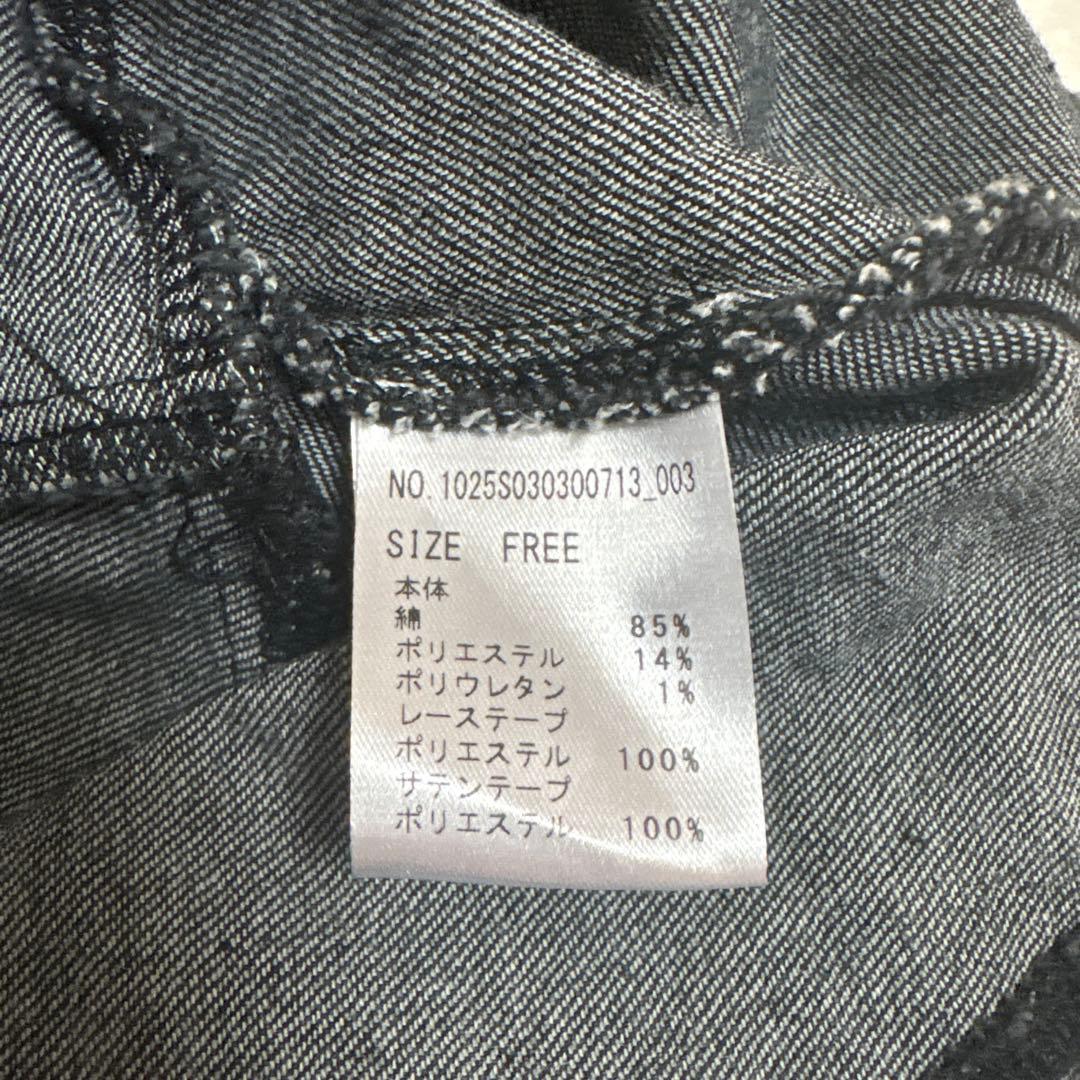 NO.1025S030300713_003
SIZE FREE
本体
綿 85%
ポリエステル 14%
ポリウレタン 1%
レーステープ
ポリエステル 100%
サテンテープ
ポリエステル 100%